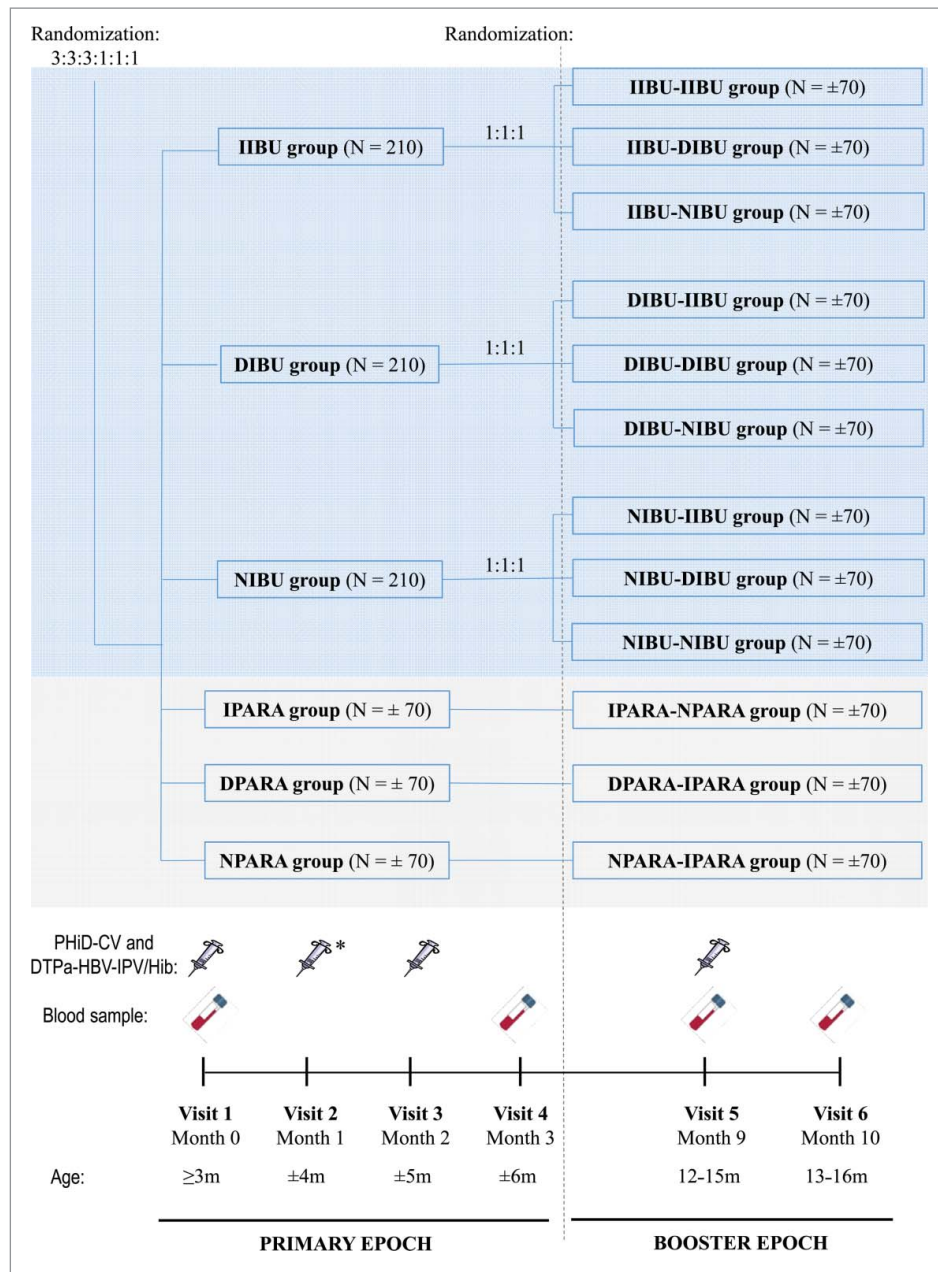 Randomization:
3:3:3:1:1:1
Randomization:
IIBU group (N = 210)
1:1:1
IIBU-IIBU group (N = ±70)
IIBU-DIBU group (N = ±70)
IIBU-NIBU group (N = ±70)
DIBU group (N = 210)
1:1:1
DIBU-IIBU group (N = ±70)
DIBU-DIBU group (N = ±70)
DIBU-NIBU group (N = ±70)
NIBU group (N = 210)
1:1:1
NIBU-IIBU group (N = ±70)
NIBU-DIBU group (N = ±70)
NIBU-NIBU group (N = ±70)
IPARA group (N = ± 70)
IPARA-NPARA group (N = ±70)
DPARA group (N = ± 70)
DPARA-IPARA group (N = ±70)
NPARA group (N = ± 70)
NPARA-IPARA group (N = ±70)
PHiD-CV and
DTPa-HBV-IPV/Hib:
*
Blood sample:
Visit 1 Visit 2 Visit 3 Visit 4 Visit 5 Visit 6
Month 0 Month 1 Month 2 Month 3 Month 9 Month 10
Age: ≥3m ±4m ±5m ±6m 12-15m 13-16m
PRIMARY EPOCH BOOSTER EPOCH